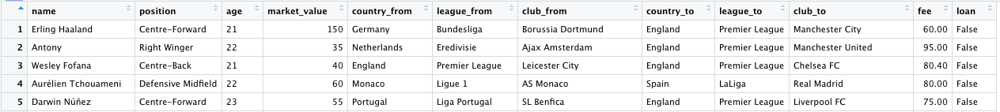 name position age market_value country_from league_from club_from country_to league_to club_to fee loan
1 Erling Haaland Centre-Forward 21 150 Germany Bundesliga Borussia Dortmund England Premier League Manchester City 60.00 False
2 Antony Right Winger 22 35 Netherlands Eredivisie Ajax Amsterdam England Premier League Manchester United 95.00 False
3 Wesley Fofana Centre-Back 21 40 England Premier League Leicester City England Premier League Chelsea FC 80.40 False
4 Aurélien Tchouameni Defensive Midfield 22 60 Monaco Ligue 1 AS Monaco Spain LaLiga Real Madrid 80.00 False
5 Darwin Núñez Centre-Forward 23 55 Portugal Liga Portugal SL Benfica England Premier League Liverpool FC 75.00 False